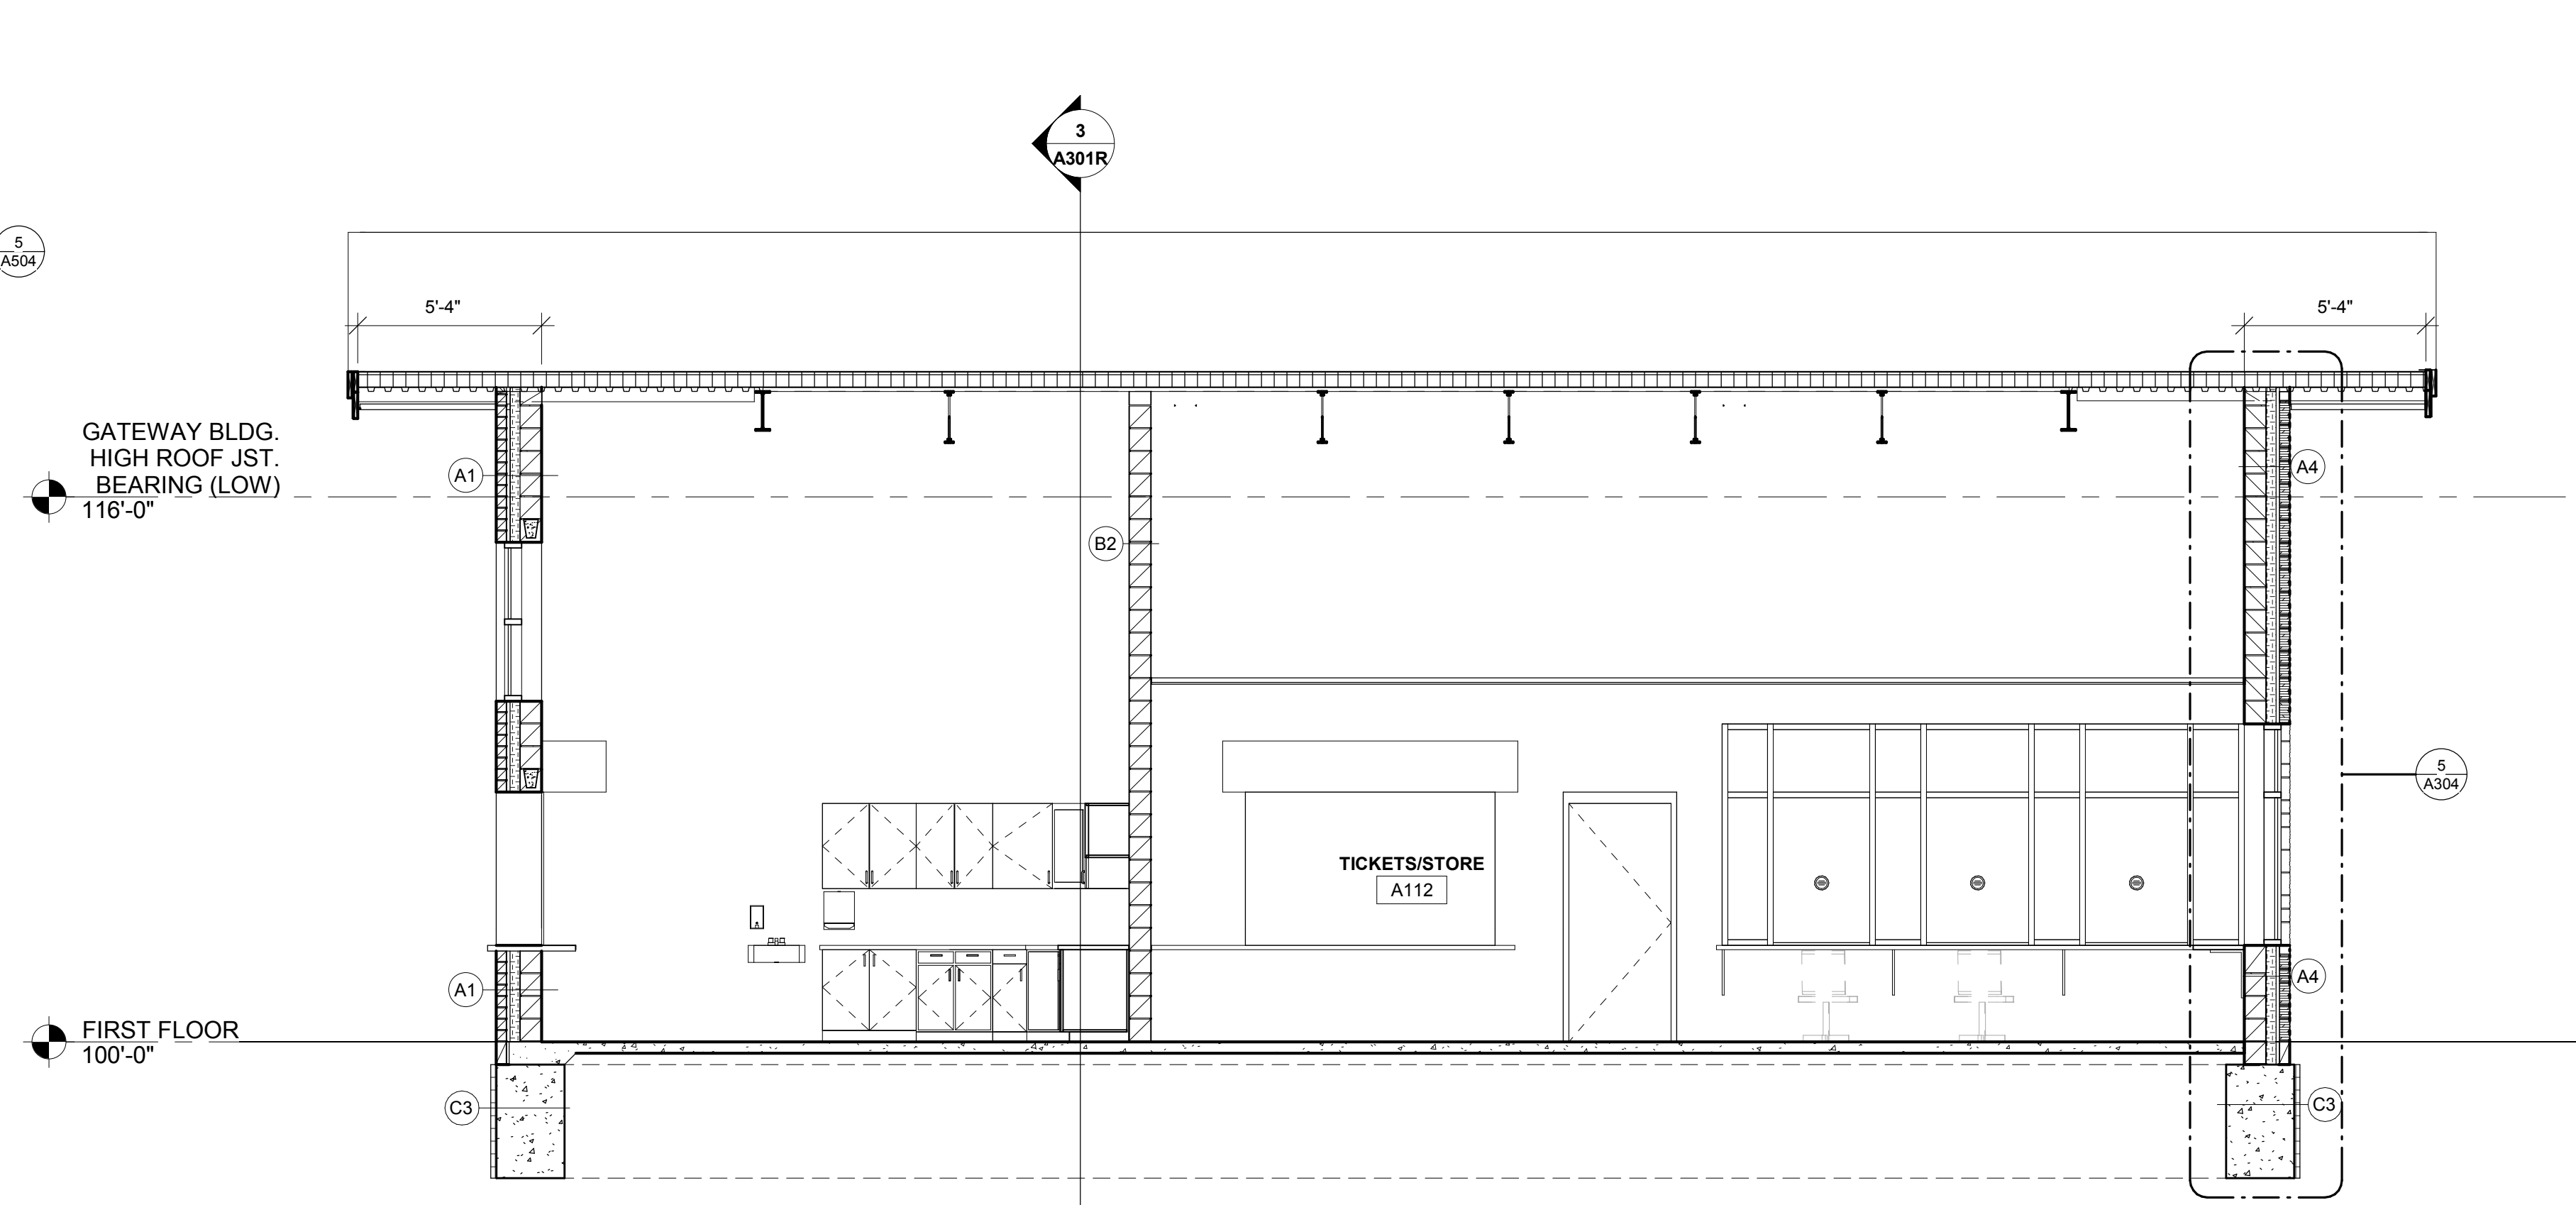 3
A301R
5
A504
5'-4"
5'-4"
GATEWAY BLDG.
HIGH ROOF JST.
BEARING (LOW)
116'-0"
A1
A4
B2
5
A304
TICKETS/STORE
A112
A1
A4
FIRST FLOOR
100'-0"
C3
C3